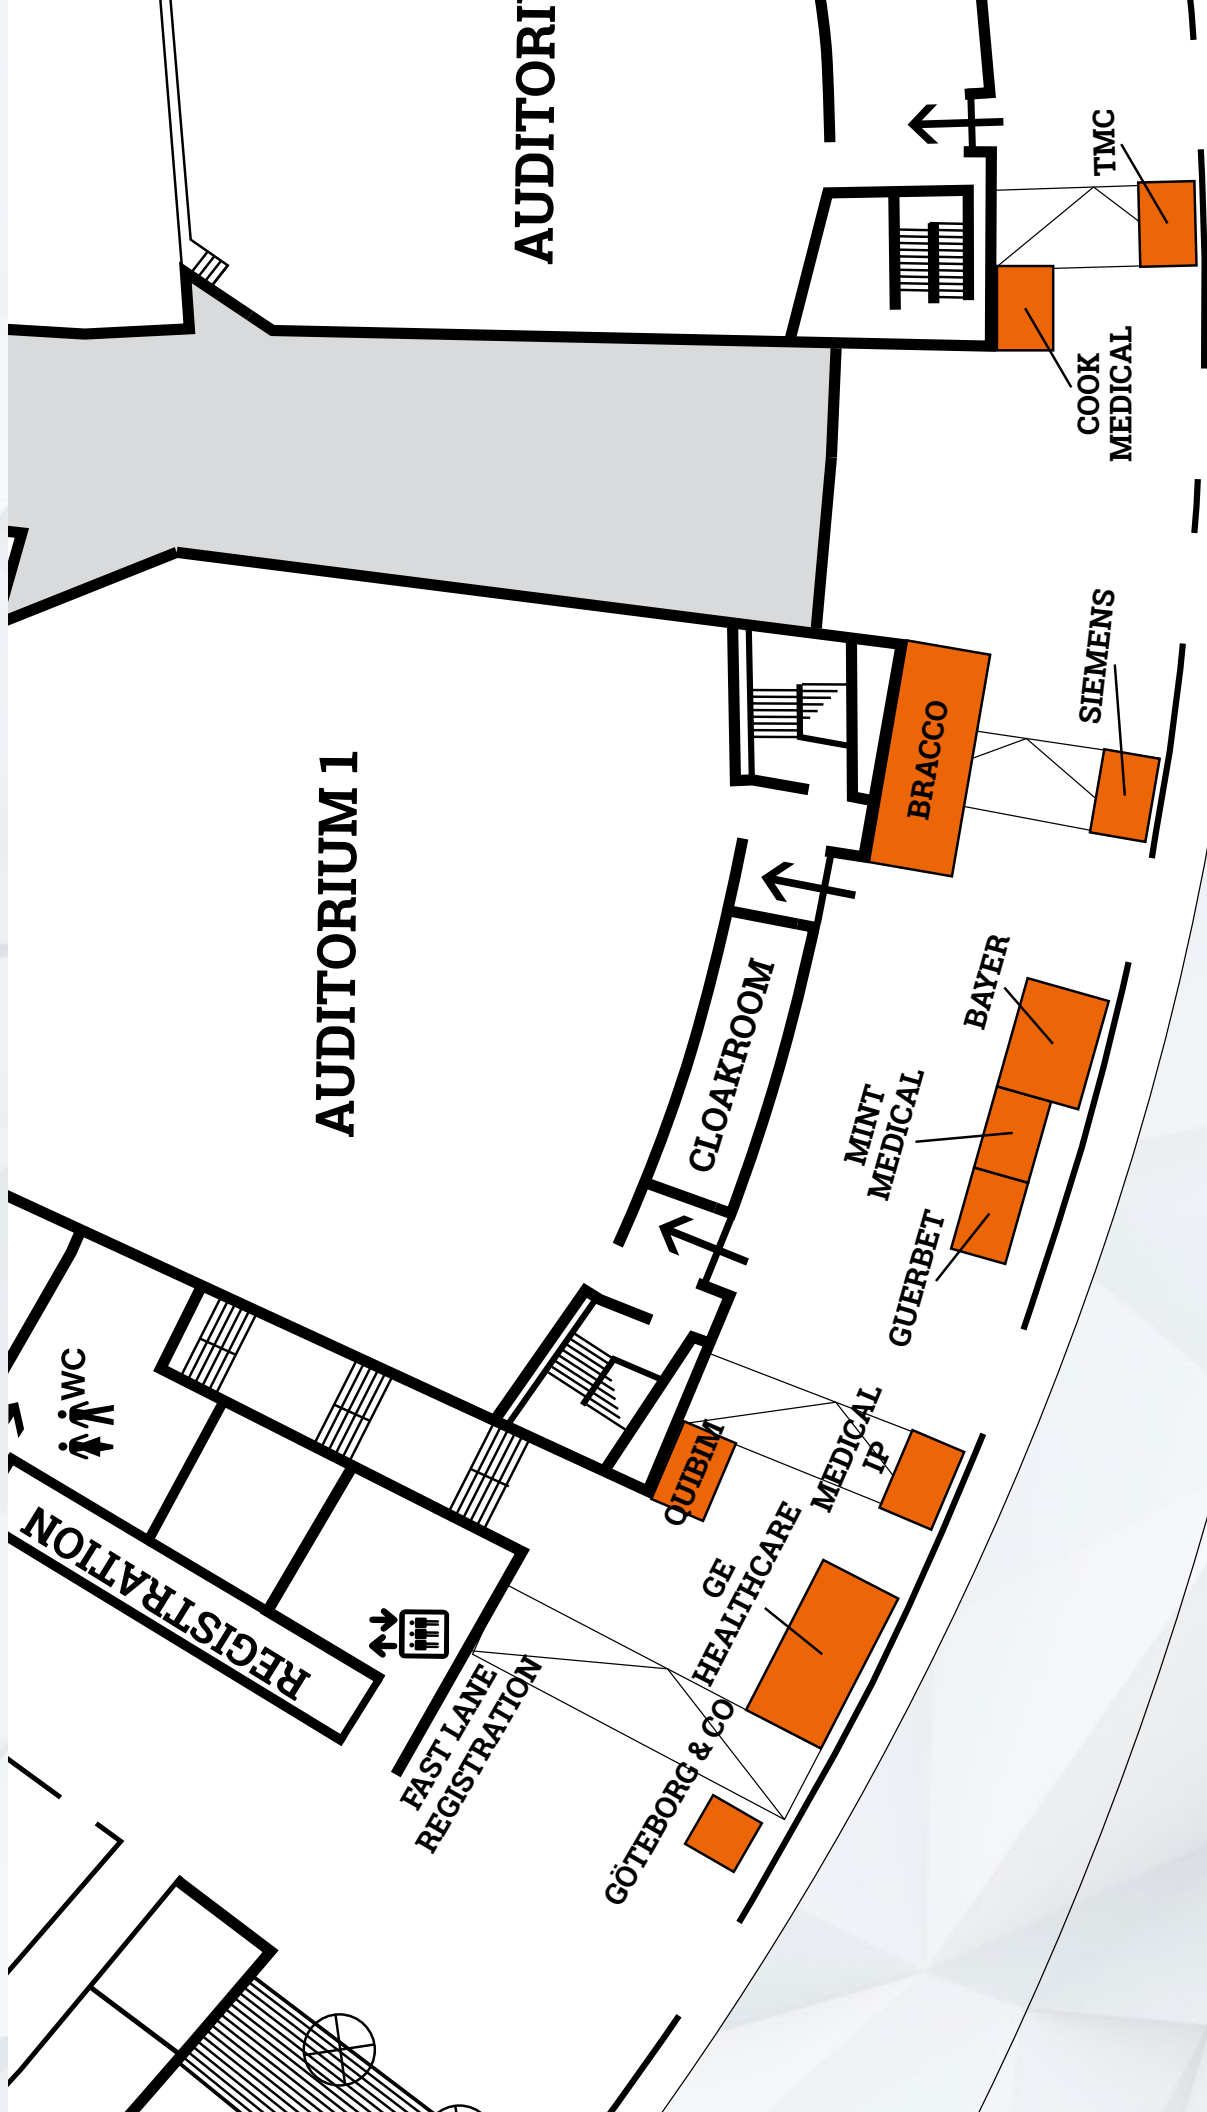 AUDITORI
TMC
COOK
MEDICAL
SIEMENS
BRACCO
AUDITORIUM 1
CLOAKROOM
BAYER
MINT
MEDICAL
GUERBET
WC
QUIBIM
MEDICAL
IP
GE
HEALTHCARE
REGISTRATION
FAST LANE
REGISTRATION
GÖTEBORG & CO